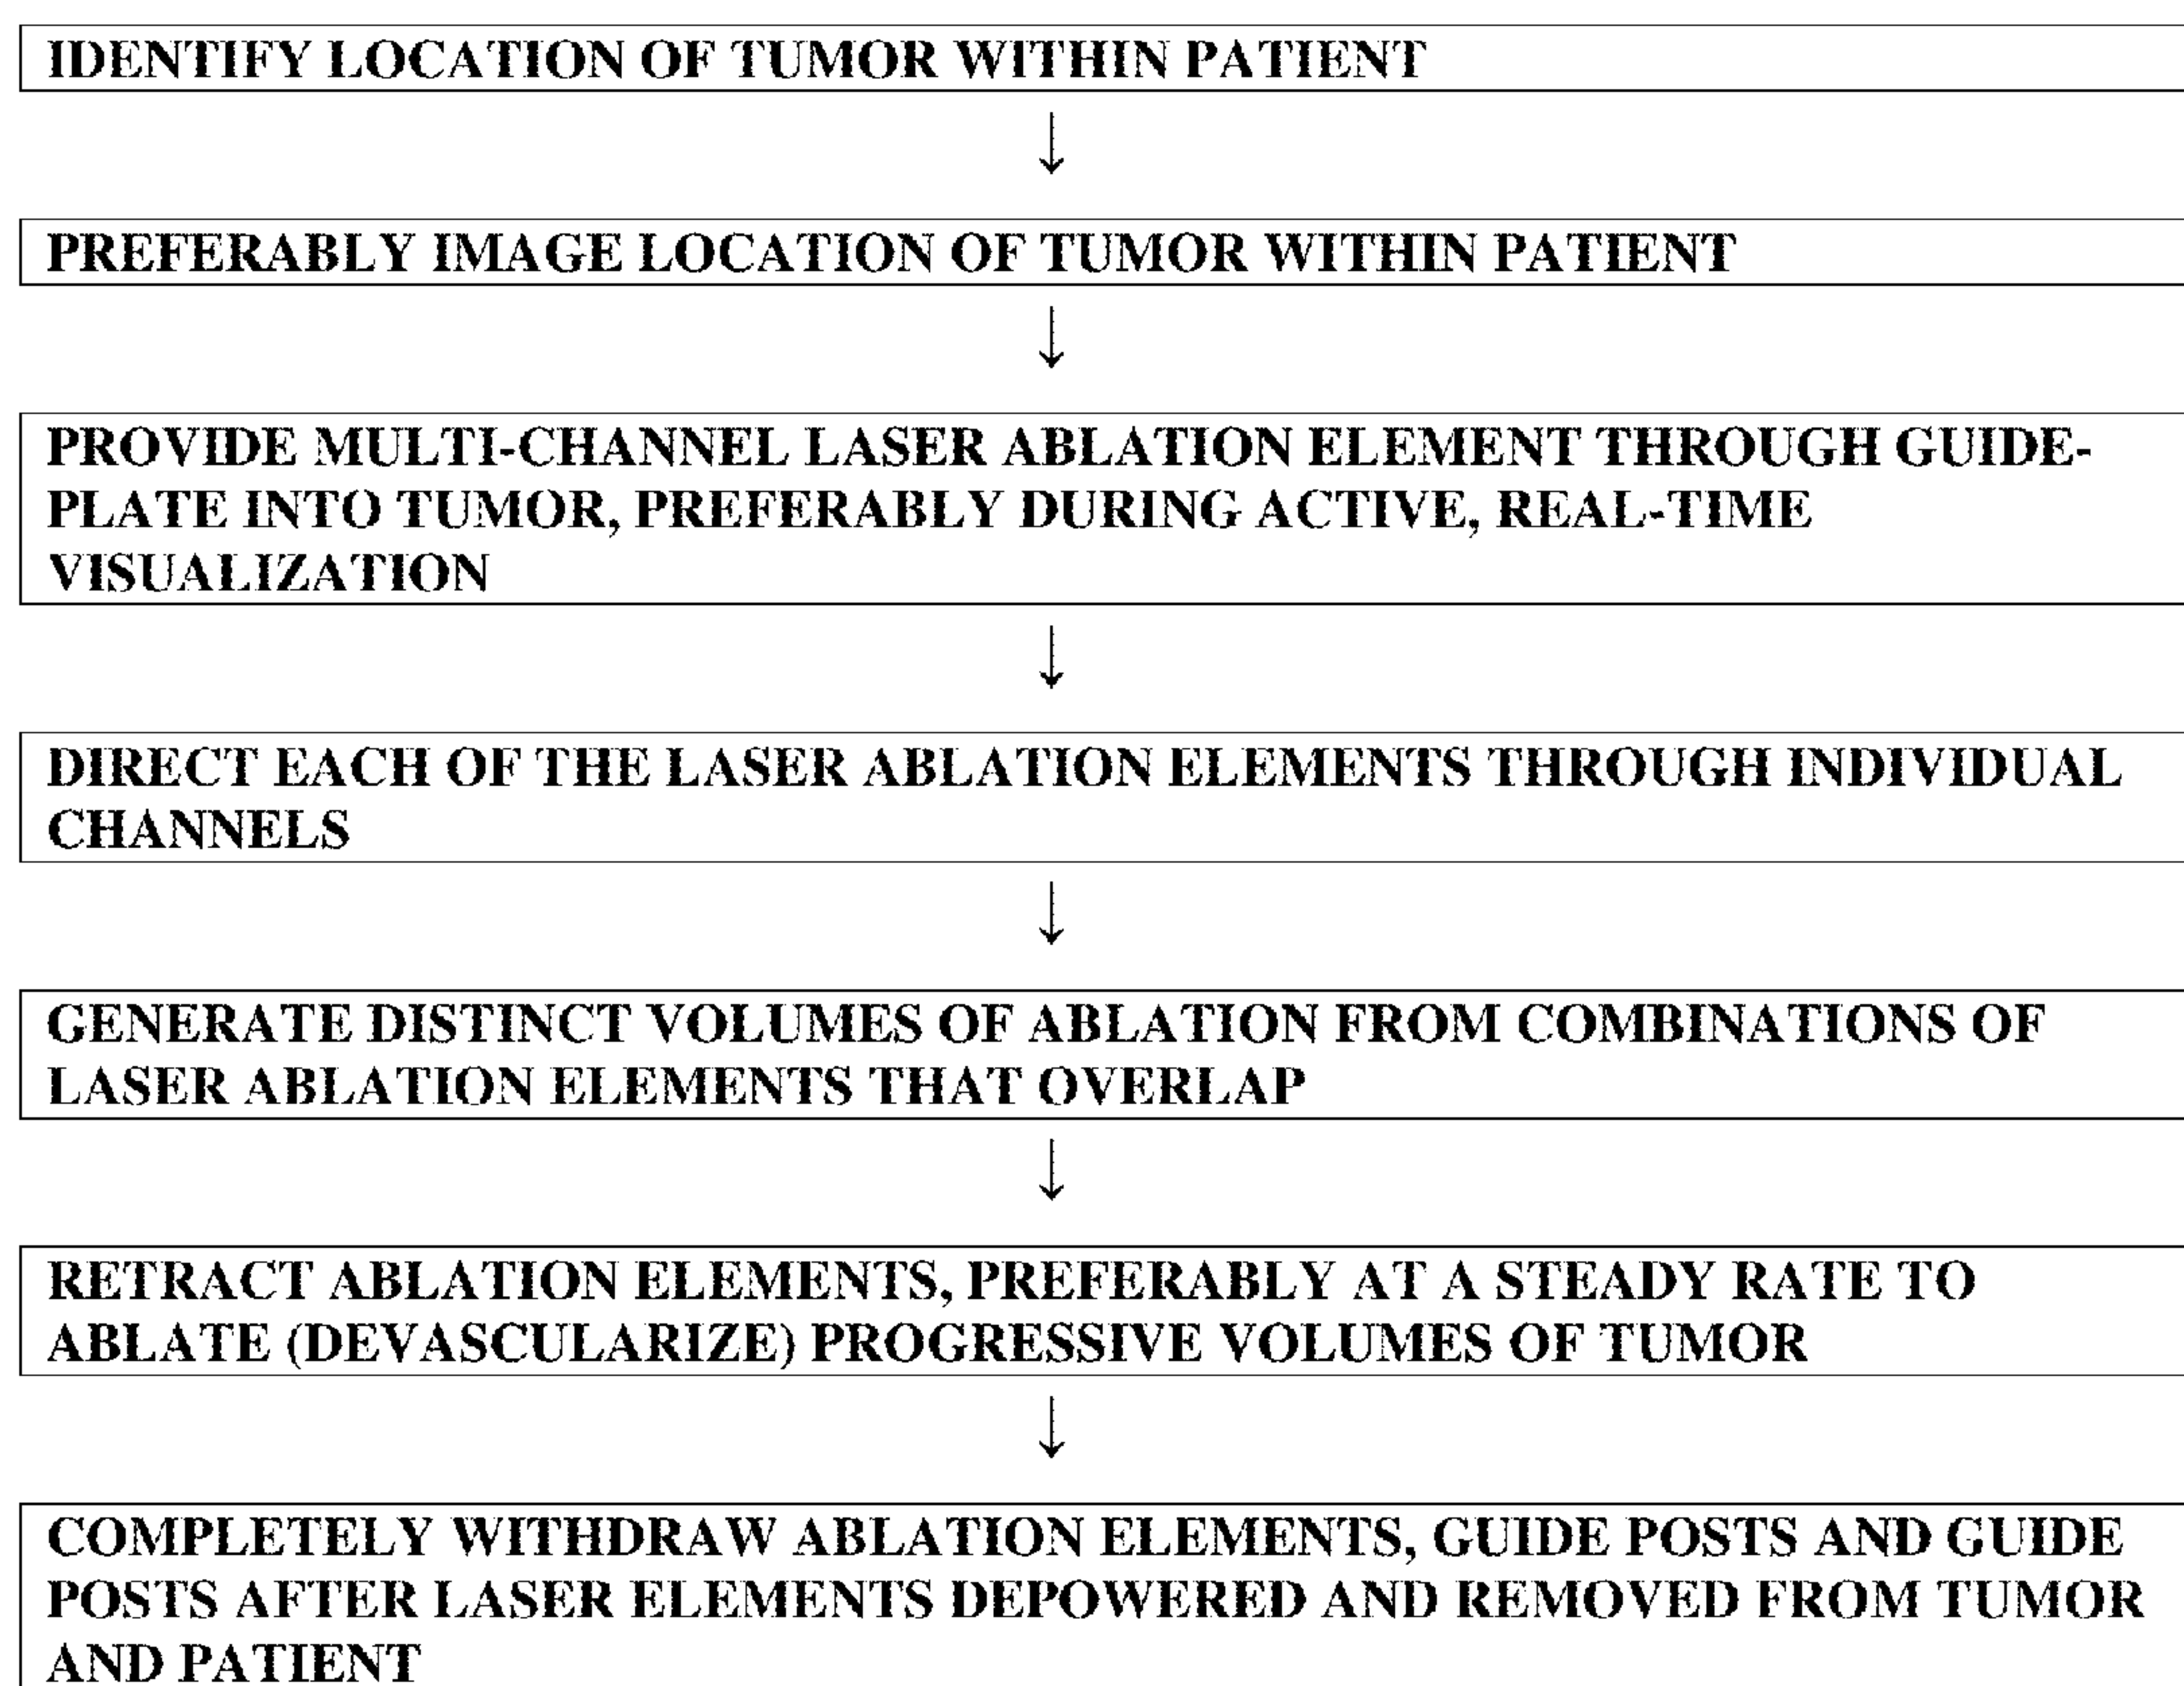 IDENTIFY LOCATION OF TUMOR WITHIN PATIENT
↓
PREFERABLY IMAGE LOCATION OF TUMOR WITHIN PATIENT
↓
PROVIDE MULTI-CHANNEL LASER ABLATION ELEMENT THROUGH GUIDE-
PLATE INTO TUMOR, PREFERABLY DURING ACTIVE, REAL-TIME
VISUALIZATION
↓
DIRECT EACH OF THE LASER ABLATION ELEMENTS THROUGH INDIVIDUAL
CHANNELS
↓
GENERATE DISTINCT VOLUMES OF ABLATION FROM COMBINATIONS OF
LASER ABLATION ELEMENTS THAT OVERLAP
↓
RETRACT ABLATION ELEMENTS, PREFERABLY AT A STEADY RATE TO
ABLATE (DEVASCULARIZE) PROGRESSIVE VOLUMES OF TUMOR
↓
COMPLETELY WITHDRAW ABLATION ELEMENTS, GUIDE POSTS AND GUIDE
POSTS AFTER LASER ELEMENTS DEPOWERED AND REMOVED FROM TUMOR
AND PATIENT